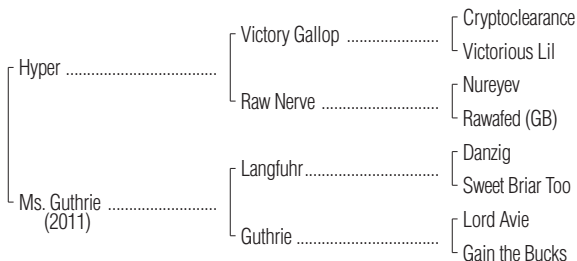 Cryptoclearance
Victory Gallop ....................
Victorious Lil
Hyper ..................................
Nureyev
Raw Nerve ............................
Rawafed (GB)
Danzig
Langfuhr..............................
Sweet Briar Too
Ms. Guthrie ........................
(2011)
Lord Avie
Guthrie ................................
Gain the Bucks